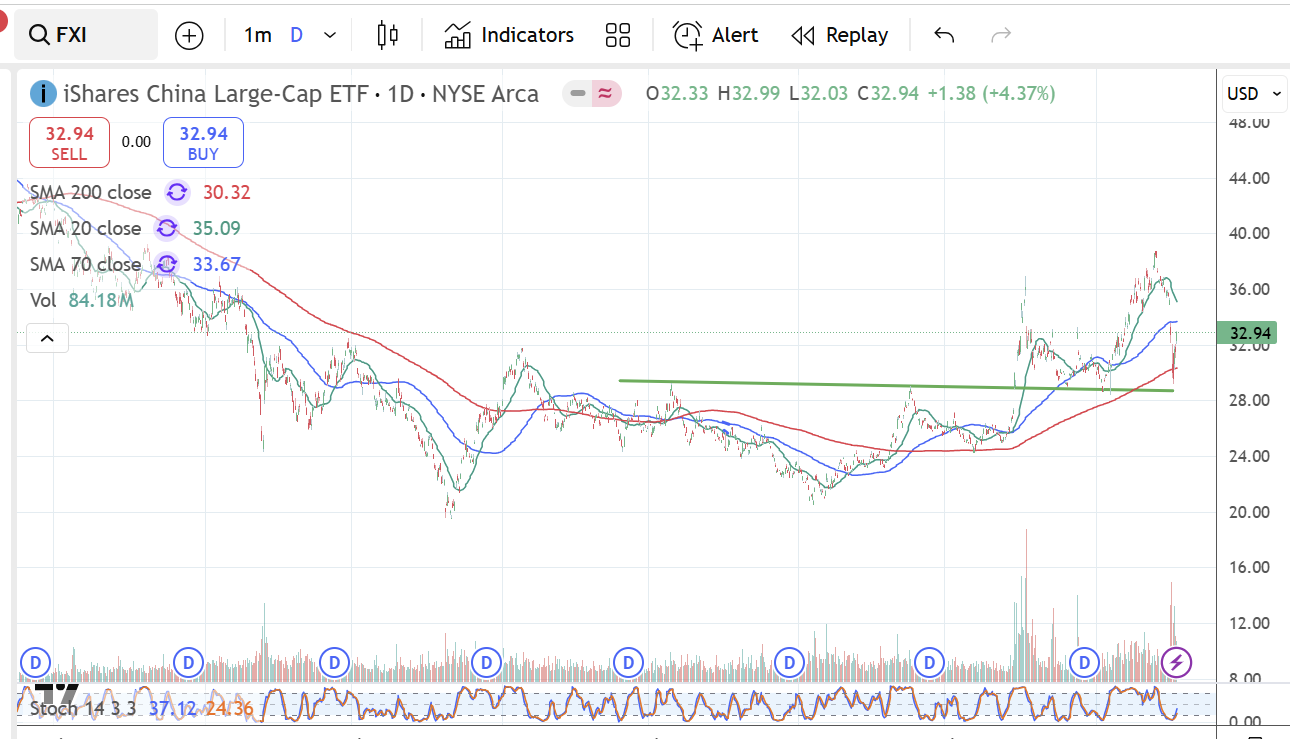 FXI 1m D Indicators Alert Replay
i iShares China Large-Cap ETF · 1D · NYSE Arca O32.33 H32.99 L32.03 C32.94 +1.38 (+4.37%) USD
32.94 SELL 0.00 32.94 BUY
SMA 200 close 30.32
SMA 20 close 35.09
SMA 70 close 33.67
Vol 84.18M
48.00
44.00
40.00
36.00
32.94
32.00
28.00
24.00
20.00
16.00
12.00
8.00
D D D D D D D D
Stoch 14 3 3 37.12 24.36
0.00